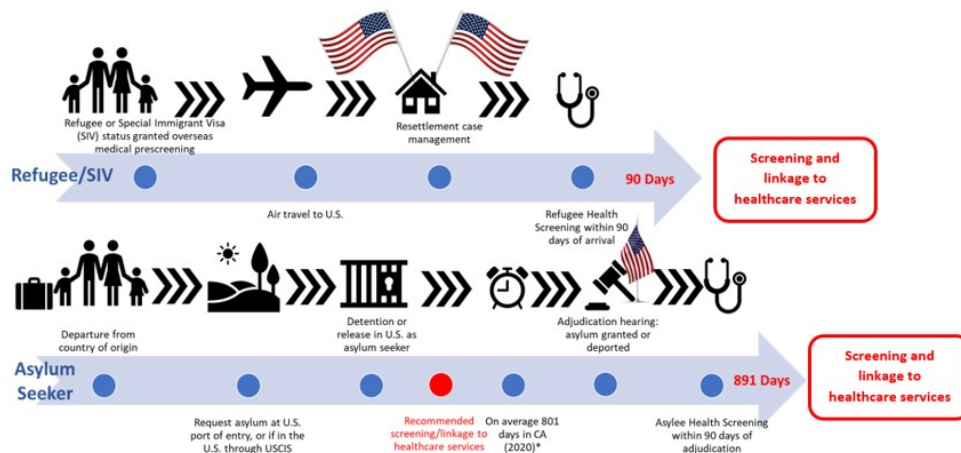 Refugee or Special Immigrant Visa
(SIV) status granted overseas
medical prescreening
Resettlement case
management
Refugee/SIV
90 Days
Screening and
linkage to
healthcare services
Air travel to U.S.
Refugee Health
Screening within 90
days of arrival
Departure from
country of origin
Detention or
release in U.S. as
asylum seeker
Adjudication hearing:
asylum granted or
deported
Asylum
Seeker
891 Days
Screening and
linkage to
healthcare services
Request asylum at U.S.
port of entry, or if in the
U.S. through USCIS
Recommended
screening/linkage to
healthcare services
On average 801
days in CA
(2020)*
Asylee Health Screening
within 90 days of
adjudication